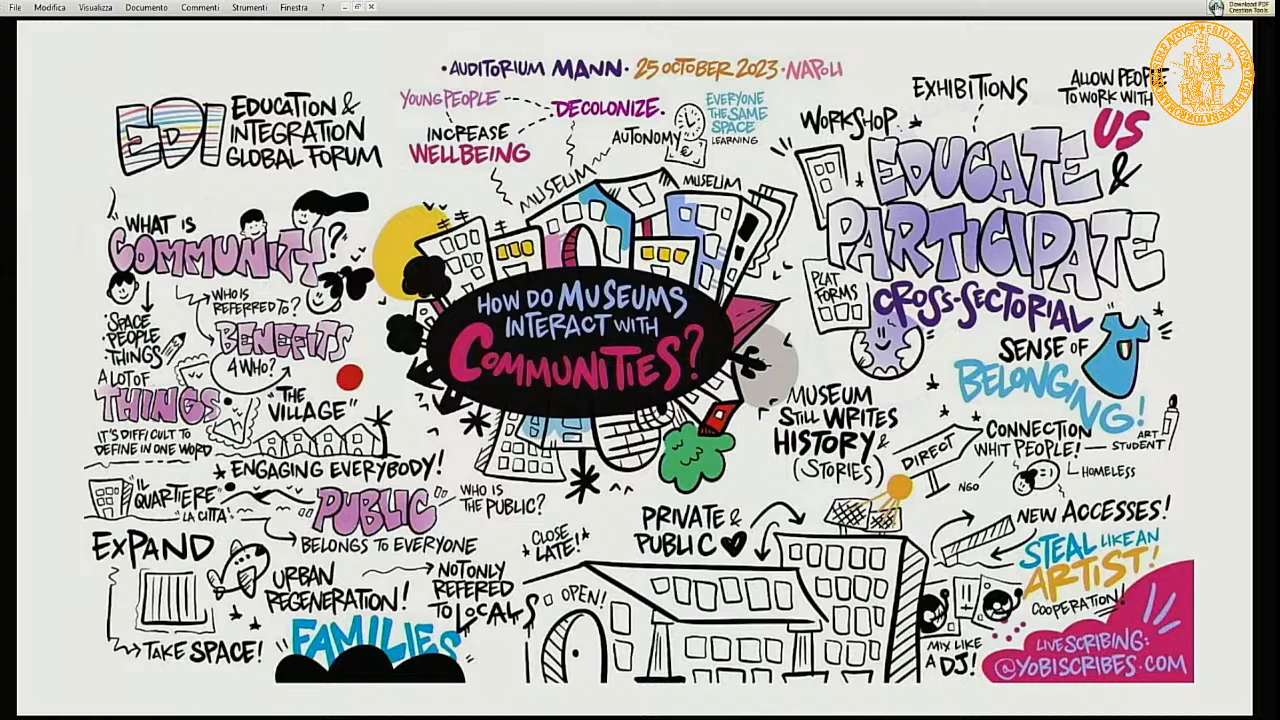 File Modifica Visualizza Documento Commenti Strumenti Finestra ?
Download PDF
Creation Tools
• AUDITORIUM MANN • 25 OCTOBER 2023 • NAPOLI
EDI
EDUCATION &
INTEGRATION
GLOBAL FORUM
YOUNG PEOPLE
DECOLONIZE.
INCREASE
WELLBEING
AUTONOMY
€
EVERYONE
THE SAME
SPACE
LEARNING
MUSEUM
MUSEUM
HOW DO MUSEUMS
INTERACT WITH
COMMUNITIES?
WHAT IS
COMMUNITY?
• SPACE
PEOPLE
THINGS
WHO IS
REFERRED TO?
BENEFITS
A WHO?
A LOT OF
THINGS
IT'S DIFFICULT TO
DEFINE IN ONE WORD
"THE
VILLAGE"
ENGAGING EVERYBODY!
"IL
QUARTIERE"
"LA CITTÀ"
PUBLIC
WHO IS
THE PUBLIC?
BELONGS TO EVERYONE
EXPAND
TAKE SPACE!
URBAN
REGENERATION!
NOT ONLY
REFERED
TO LOCALS
FAMILIES
CLOSE
LATE!
OPEN!
PRIVATE &
PUBLIC
WORKSHOP
EXHIBITIONS
ALLOW PEOPLE
TO WORK WITH
US
EDUCATE &
PARTICIPATE
PLAT
FORMS
CROSS-SECTORIAL
SENSE OF
BELONGING!
MUSEUM
STILL WRITES
HISTORY &
(STORIES)
DIRECT
CONNECTION
WHIT PEOPLE!
ART
STUDENT
HOMELESS
NGO
NEW ACCESSES!
STEAL LIKE AN
ARTIST!
COOPERATION!
MIX LIKE
A DJ!
LIVESCRIBING:
@YOBISCRIBES.COM